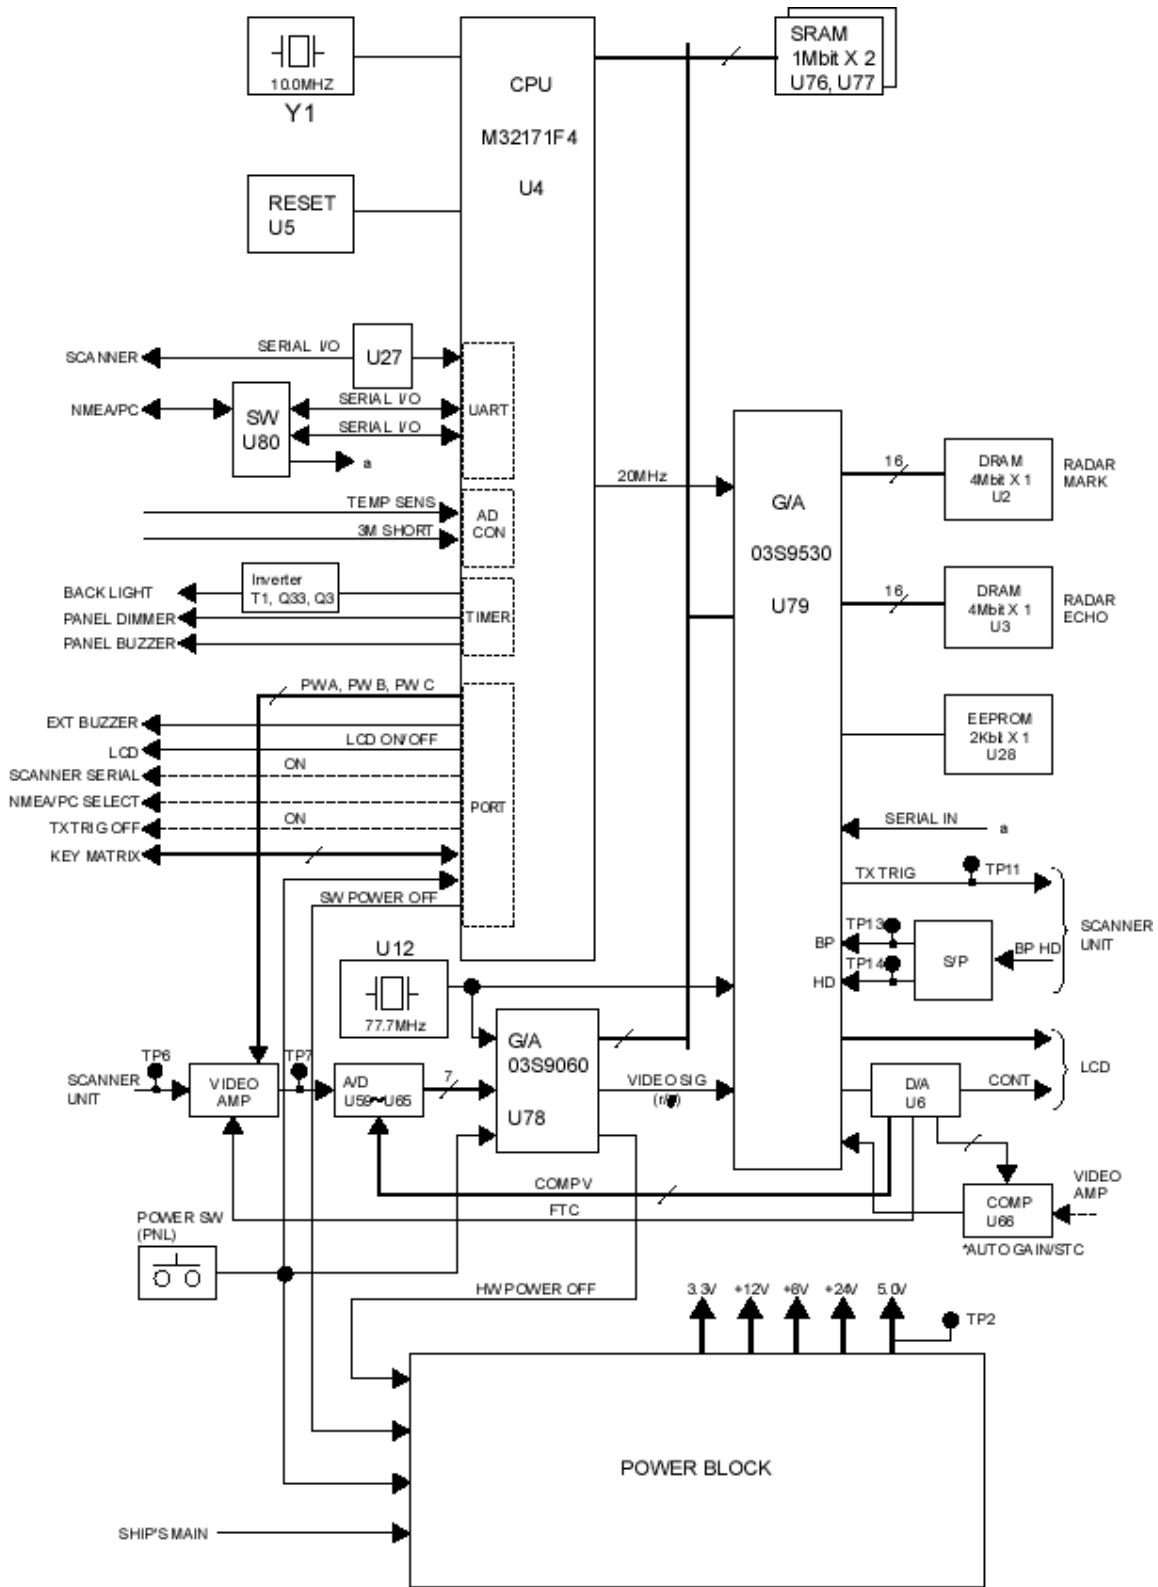 10.0MHZ
Y1
CPU
M32171F4
U4
SRAM
1Mbit X 2
U76, U77
RESET
U5
SCANNER
SERIAL I/O
U27
NMEA/PC
SW
U80
SERIAL I/O
SERIAL I/O
a
UART
TEMP SENS
3M SHORT
AD
CON
BACK LIGHT
Inverter
T1, Q33, Q3
PANEL DIMMER
PANEL BUZZER
TIMER
PWA, PWB, PWC
EXT BUZZER
LCD
LCD ON/OFF
SCANNER SERIAL
ON
NMEA/PC SELECT
TXTRIG OFF
ON
KEY MATRIX
PORT
SW POWER OFF
20MHz
G/A
03S9530
U79
16
DRAM
4Mbit X 1
U2
RADAR
MARK
16
DRAM
4Mbit X 1
U3
RADAR
ECHO
EEPROM
2Kbit X 1
U28
SERIAL IN
a
TX TRIG
TP11
BP
TP13
HD
TP14
S/P
BP HD
SCANNER
UNIT
U12
77.7MHz
G/A
03S9060
U78
SCANNER
UNIT
TP6
VIDEO
AMP
TP7
A/D
U59~U65
7
VIDEO SIG
D/A
U6
CONT
LCD
COMP V
FTC
COMP
U66
VIDEO
AMP
*AUTO GAIN/STC
POWER SW
(PNL)
HW POWER OFF
3.3V
+12V
+8V
+24V
5.0V
TP2
POWER BLOCK
SHIP'S MAIN